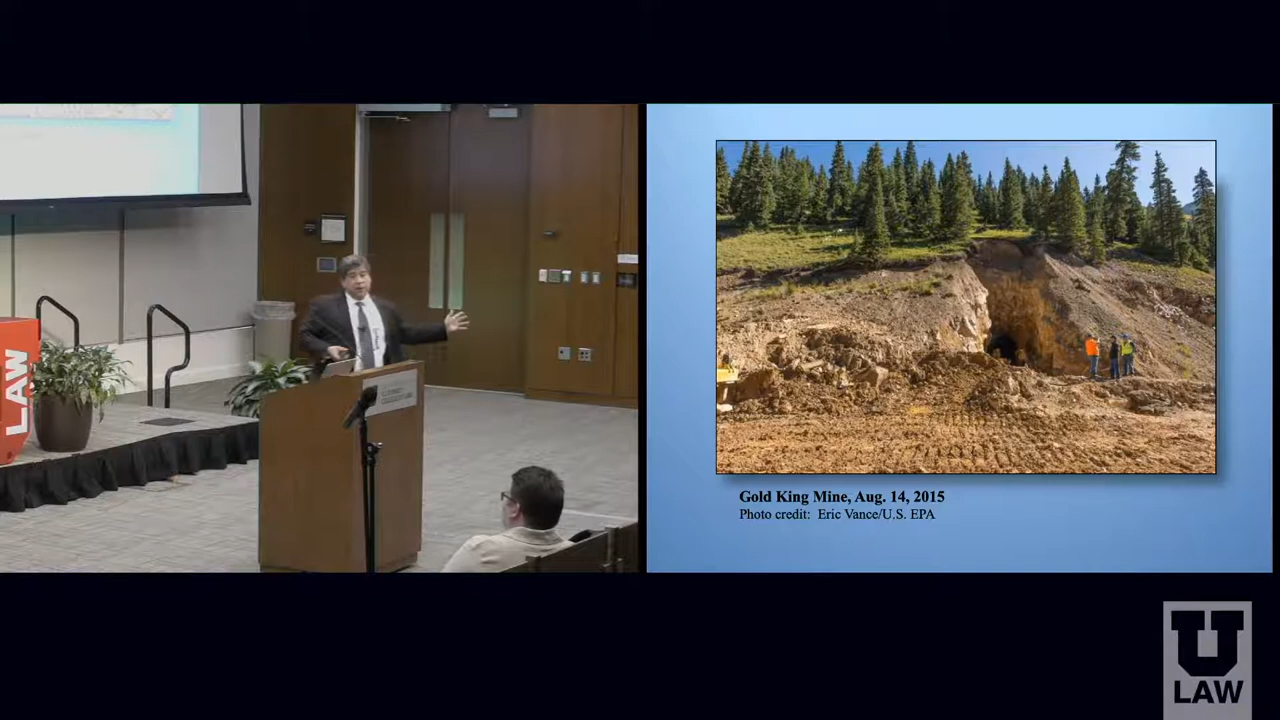 LAW
Gold King Mine, Aug. 14, 2015
Photo credit:  Eric Vance/U.S. EPA
U
LAW